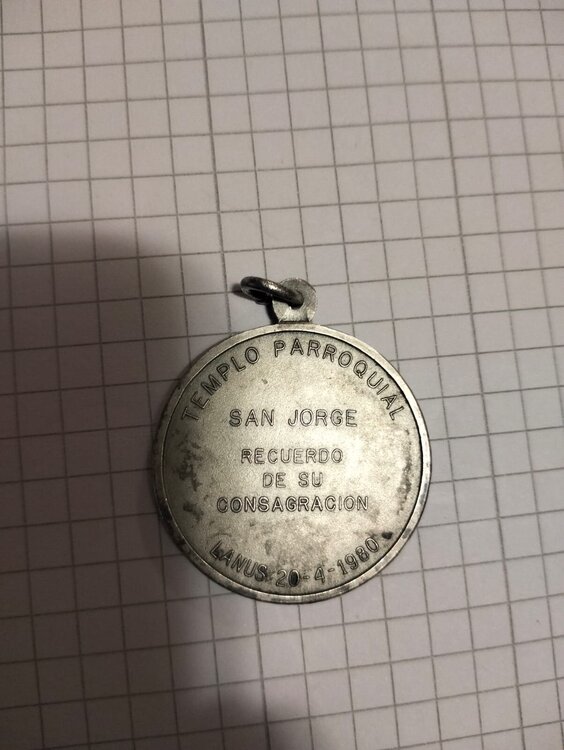 TEMPLO PARROQUIAL
SAN JORGE
RECUERDO
DE SU
CONSAGRACION
LANUS 20-4-1980